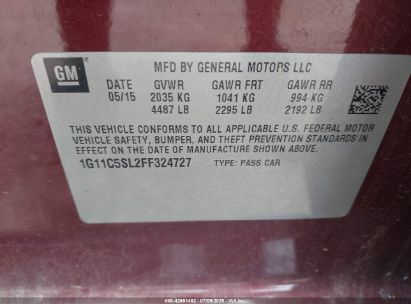 GM
MFD BY GENERAL MOTORS LLC
DATE GVWR GAWR FRT GAWR RR
05/15 2035 KG 1041 KG 994 KG
4487 LB 2295 LB 2192 LB
THIS VEHICLE CONFORMS TO ALL APPLICABLE U.S. FEDERAL MOTOR
VEHICLE SAFETY, BUMPER, AND THEFT PREVENTION STANDARDS
IN EFFECT ON THE DATE OF MANUFACTURE SHOWN ABOVE.
1G11C5SL2FF324727 TYPE: PASS CAR